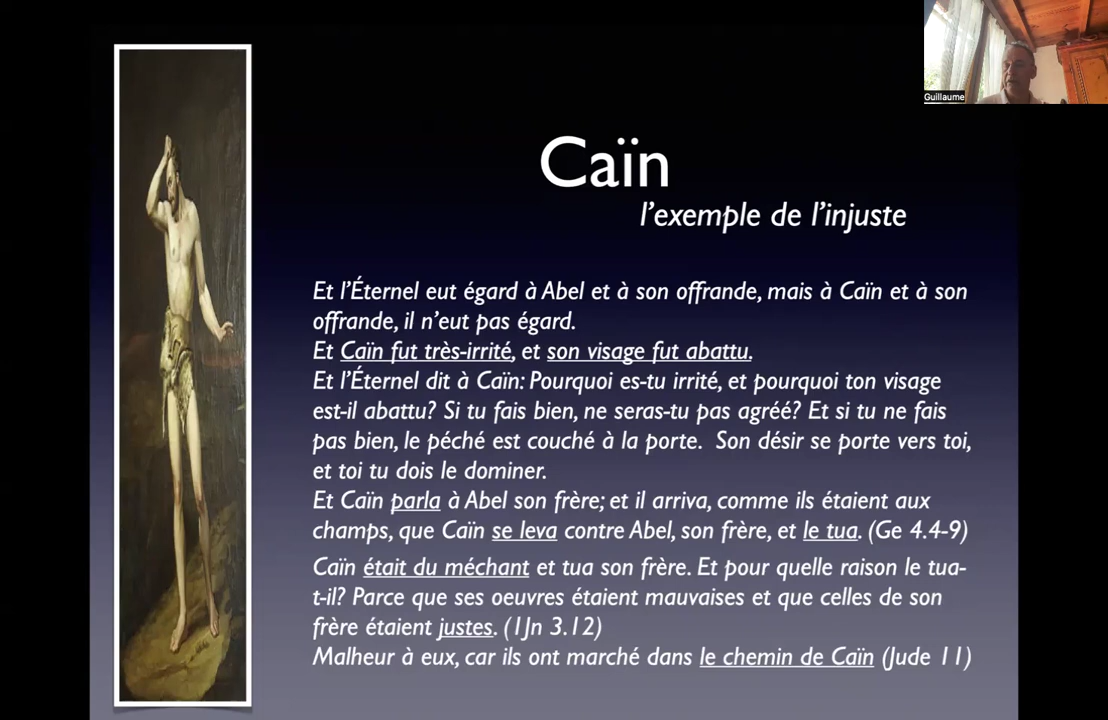 Guillaume
Caïn
l'exemple de l'injuste
Et l'Éternel eut égard à Abel et à son offrande, mais à Caïn et à son
offrande, il n'eut pas égard.
Et Caïn fut très-irrité, et son visage fut abattu.
Et l'Éternel dit à Caïn: Pourquoi es-tu irrité, et pourquoi ton visage
est-il abattu? Si tu fais bien, ne seras-tu pas agréé? Et si tu ne fais
pas bien, le péché est couché à la porte. Son désir se porte vers toi,
et toi tu dois le dominer.
Et Caïn parla à Abel son frère; et il arriva, comme ils étaient aux
champs, que Caïn se leva contre Abel, son frère, et le tua. (Ge 4.4-9)
Caïn était du méchant et tua son frère. Et pour quelle raison le tua-
t-il? Parce que ses oeuvres étaient mauvaises et que celles de son
frère étaient justes. (1Jn 3.12)
Malheur à eux, car ils ont marché dans le chemin de Caïn (Jude 11)